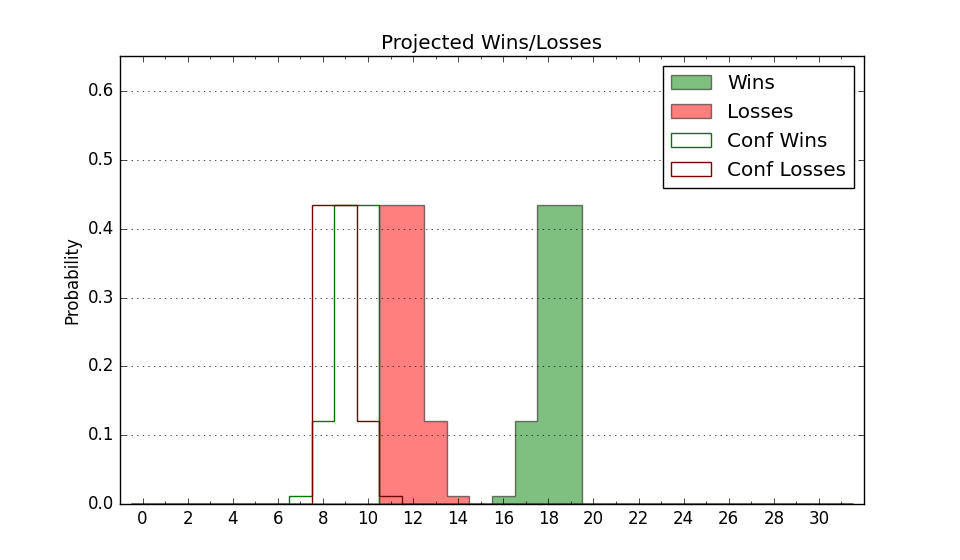 Projected Wins/Losses
Wins
Losses
Conf Wins
Conf Losses
Probability
0.6
0.5
0.4
0.3
0.2
0.1
0.0
0 2 4 6 8 10 12 14 16 18 20 22 24 26 28 30